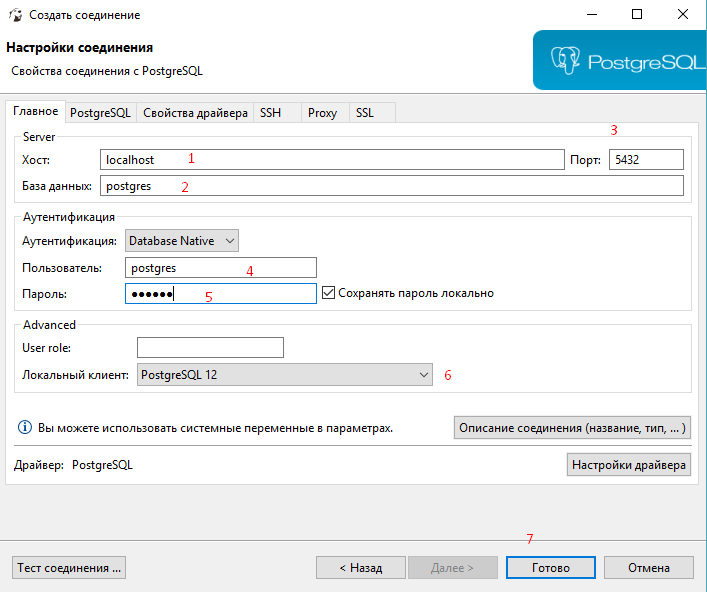 Создать соединение
Настройки соединения
Свойства соединения с PostgreSQL
PostgreSQL
Главное PostgreSQL Свойства драйвера SSH Proxy SSL
Server
3
Хост: localhost 1 Порт: 5432
База данных: postgres 2
Аутентификация
Аутентификация: Database Native
Пользователь: postgres 4
Пароль: ●●●●●● 5 Сохранять пароль локально
Advanced
User role:
Локальный клиент: PostgreSQL 12 6
Вы можете использовать системные переменные в параметрах. Описание соединения (название, тип, ... )
Драйвер: PostgreSQL Настройки драйвера
7
Тест соединения ... < Назад Далее > Готово Отмена